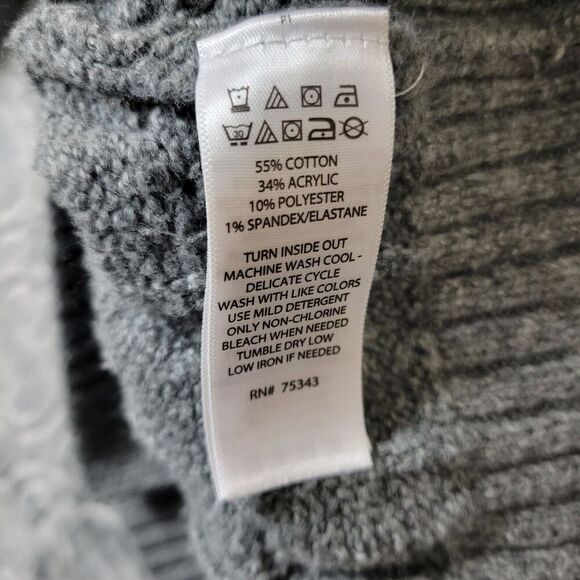 30
55% COTTON
34% ACRYLIC
10% POLYESTER
1% SPANDEX/ELASTANE
TURN INSIDE OUT
MACHINE WASH COOL -
DELICATE CYCLE
WASH WITH LIKE COLORS
USE MILD DETERGENT
ONLY NON-CHLORINE
BLEACH WHEN NEEDED
TUMBLE DRY LOW
LOW IRON IF NEEDED
RN# 75343